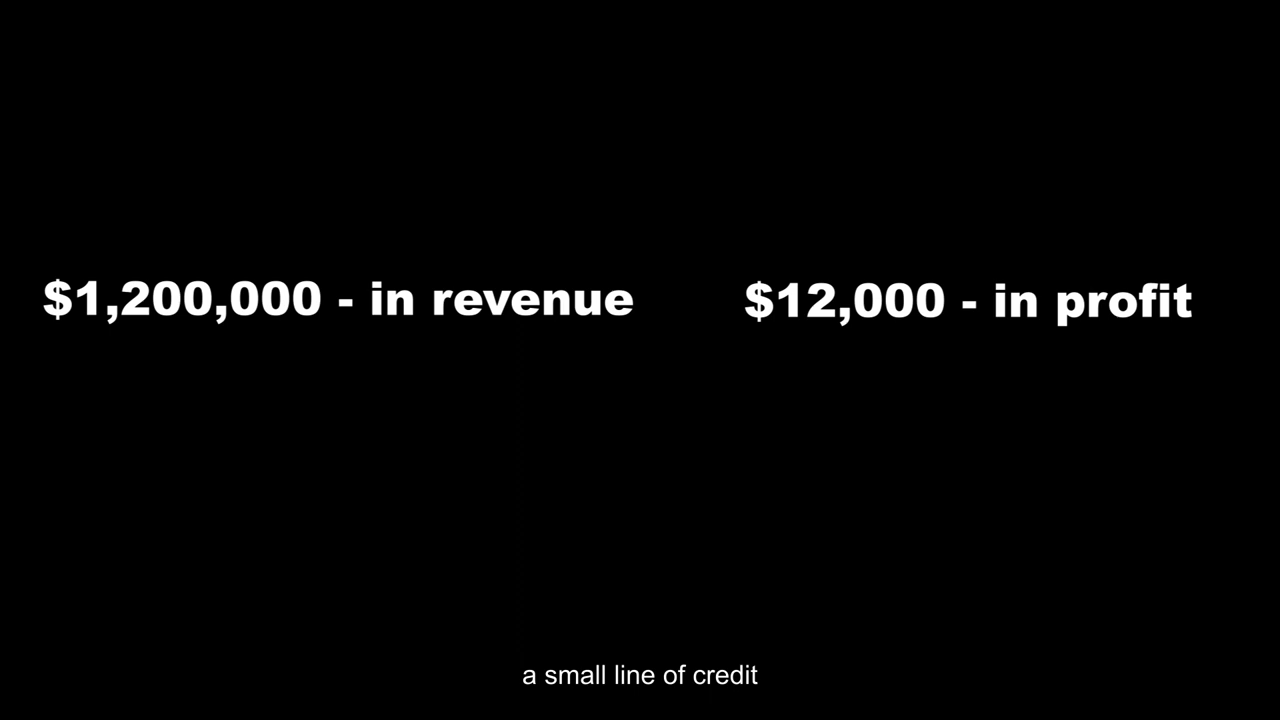 $1,200,000 - in revenue
$12,000 - in profit
a small line of credit